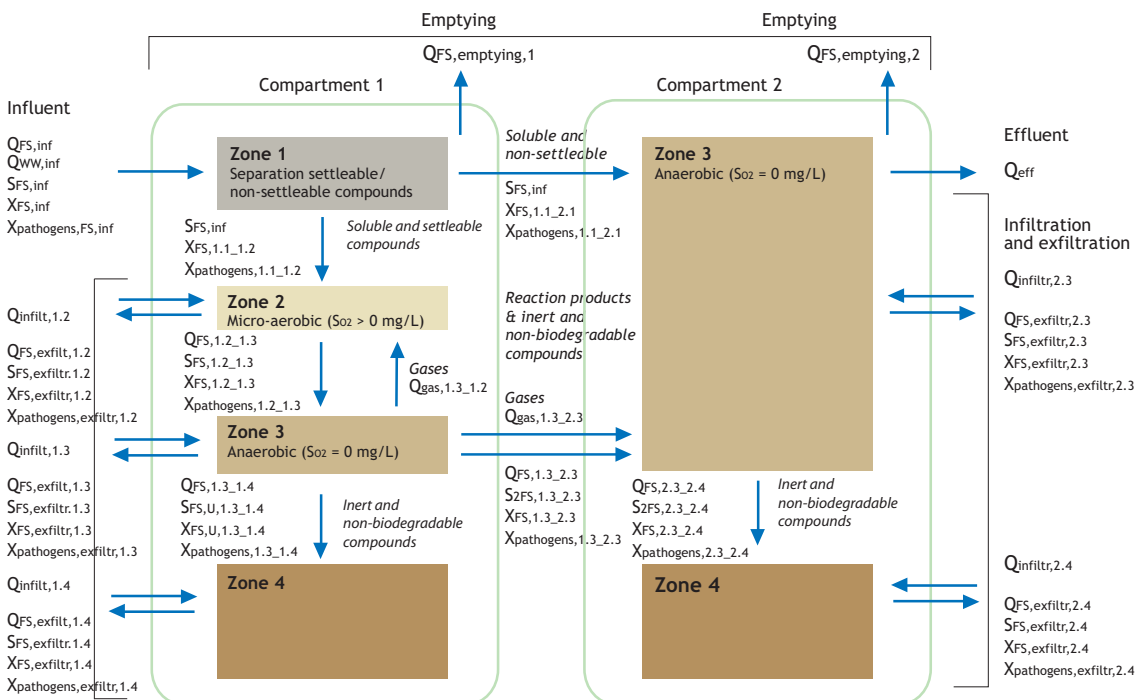 Emptying
Emptying
QFS,emptying,1
QFS,emptying,2
Compartment 1
Compartment 2
Influent
QFS,inf
QWW,inf
SFS,inf
XFS,inf
Xpathogens,FS,inf
Zone 1
Separation settleable/
non-settleable compounds
Soluble and
non-settleable
SFS,inf
XFS,1.1_2.1
Xpathogens,1.1_2.1
Zone 3
Anaerobic (SO2 = 0 mg/L)
Effluent
Qeff
SFS,inf
XFS,1.1_1.2
Xpathogens,1.1_1.2
Soluble and settleable
compounds
Infiltration
and exfiltration
Qinfiltr,2.3
QFS,exfiltr,2.3
SFS,exfiltr,2.3
XFS,exfiltr,2.3
Xpathogens,exfiltr,2.3
Zone 2
Micro-aerobic (SO2 > 0 mg/L)
Reaction products
& inert and
non-biodegradable
compounds
Qinfilt,1.2
QFS,exfilt,1.2
SFS,exfiltr.1.2
XFS,exfiltr,1.2
Xpathogens,exfiltr,1.2
QFS,1.2_1.3
SFS,1.2_1.3
XFS,1.2_1.3
Xpathogens,1.2_1.3
Gases
Qgas,1.3_1.2
Gases
Qgas,1.3_2.3
Zone 3
Anaerobic (SO2 = 0 mg/L)
Qinfilt,1.3
QFS,exfilt,1.3
SFS,exfiltr.1.3
XFS,exfiltr,1.3
Xpathogens,exfiltr,1.3
QFS,1.3_1.4
SFS,U,1.3_1.4
XFS,U,1.3_1.4
Xpathogens,1.3_1.4
Inert and
non-biodegradable
compounds
QFS,1.3_2.3
S2FS,1.3_2.3
XFS,1.3_2.3
Xpathogens,1.3_2.3
QFS,2.3_2.4
S2FS,2.3_2.4
XFS,2.3_2.4
Xpathogens,2.3_2.4
Inert and
non-biodegradable
compounds
Zone 4
Zone 4
Qinfilt,1.4
QFS,exfilt,1.4
SFS,exfiltr.1.4
XFS,exfiltr,1.4
Xpathogens,exfiltr,1.4
Qinfiltr,2.4
QFS,exfiltr,2.4
SFS,exfiltr,2.4
XFS,exfiltr,2.4
Xpathogens,exfiltr,2.4